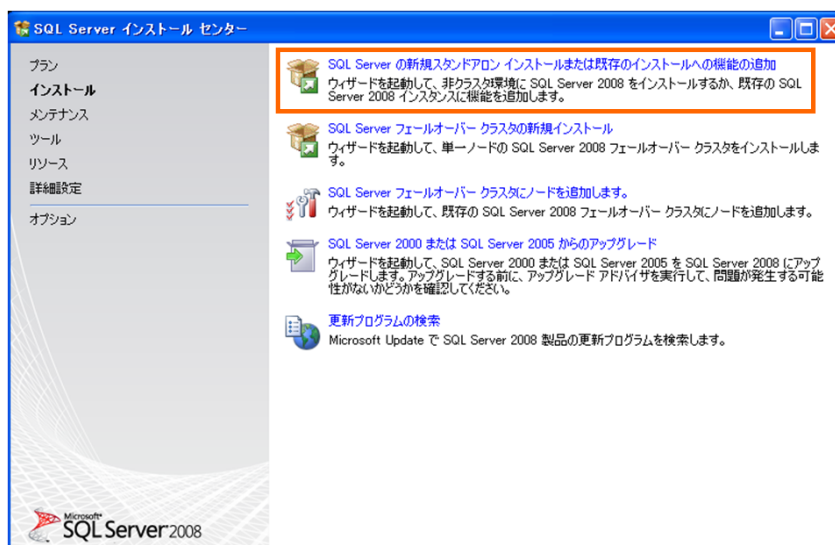 SQL Server インストール センター
プラン
インストール
メンテナンス
ツール
リソース
詳細設定
オプション
SQL Server の新規スタンドアロン インストールまたは既存のインストールへの機能の追加
ウィザードを起動して、非クラスタ環境に SQL Server 2008 をインストールするか、既存の SQL
Server 2008 インスタンスに機能を追加します。
SQL Server フェールオーバー クラスタの新規インストール
ウィザードを起動して、単一ノードの SQL Server 2008 フェールオーバー クラスタをインストールしま
す。
SQL Server フェールオーバー クラスタにノードを追加します。
ウィザードを起動して、既存の SQL Server 2008 フェールオーバー クラスタにノードを追加します。
SQL Server 2000 または SQL Server 2005 からのアップグレード
ウィザードを起動して、SQL Server 2000 または SQL Server 2005 を SQL Server 2008 にアップ
グレードします。アップグレードする前に、アップグレード アドバイザを実行して、問題が発生する可能
性がないかどうかを確認してください。
更新プログラムの検索
Microsoft Update で SQL Server 2008 製品の更新プログラムを検索します。
Microsoft
SQL Server 2008